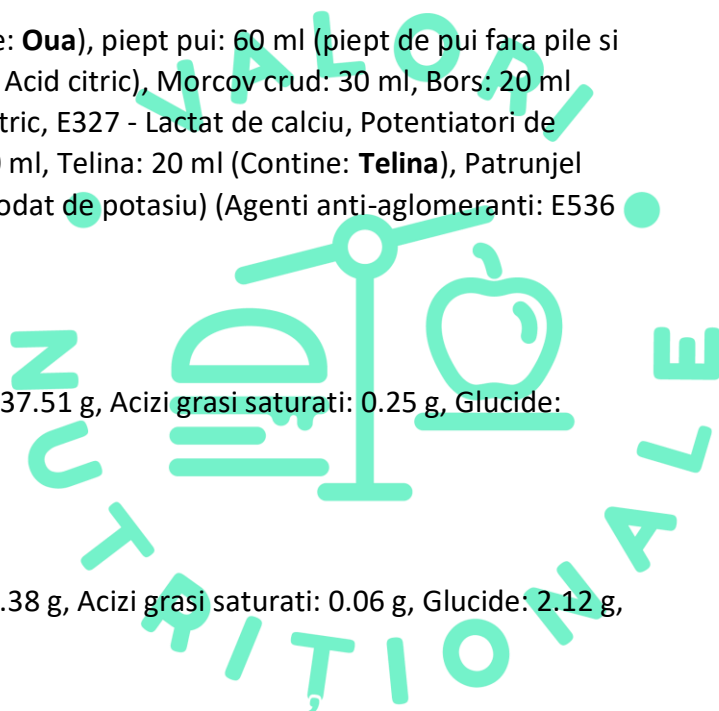 e: Oua), piept pui: 60 ml (piept de pui fara pile si
Acid citric), Morcov crud: 30 ml, Bors: 20 ml
tric, E327 - Lactat de calciu, Potentiatori de
0 ml, Telina: 20 ml (Contine: Telina), Patrunjel
odat de potasiu) (Agenti anti-aglomeranti: E536
37.51 g, Acizi grasi saturati: 0.25 g, Glucide:
.38 g, Acizi grasi saturati: 0.06 g, Glucide: 2.12 g,
VALORI
NUTRIȚIONALE